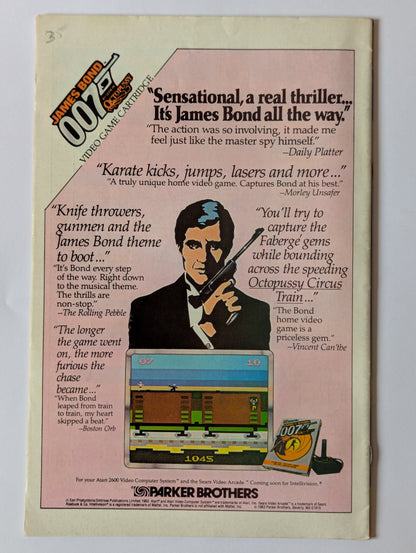 35
JAMES BOND
007
OCTOPUSSY
VIDEO GAME CARTRIDGE
"Sensational, a real thriller...
It's James Bond all the way."
"The action was so involving, it made me
feel just like the master spy himself."
—Daily Platter
"Karate kicks, jumps, lasers and more..."
"A truly unique home video game. Captures Bond at his best."
—Morley Unsafer
"Knife throwers,
gunmen and the
James Bond theme
to boot..."
"It's Bond every step
of the way. Right down
to the musical theme.
The thrills are
non-stop."
—The Rolling Pebble
"You'll try to
capture the
Fabergé gems
while bounding
across the speeding
Octopussy Circus
Train..."
"The Bond
home video
game is a
priceless gem."
—Vincent Can'tbe
"The longer
the game went
on, the more
furious the
chase
became..."
"When Bond
leaped from train
to train, my heart
skipped a beat."
—Boston Orb
07
10
1045
007
For your Atari 2600 Video Computer System™ and the Sears Video Arcade. Coming soon for Intellivision.®
PARKER BROTHERS